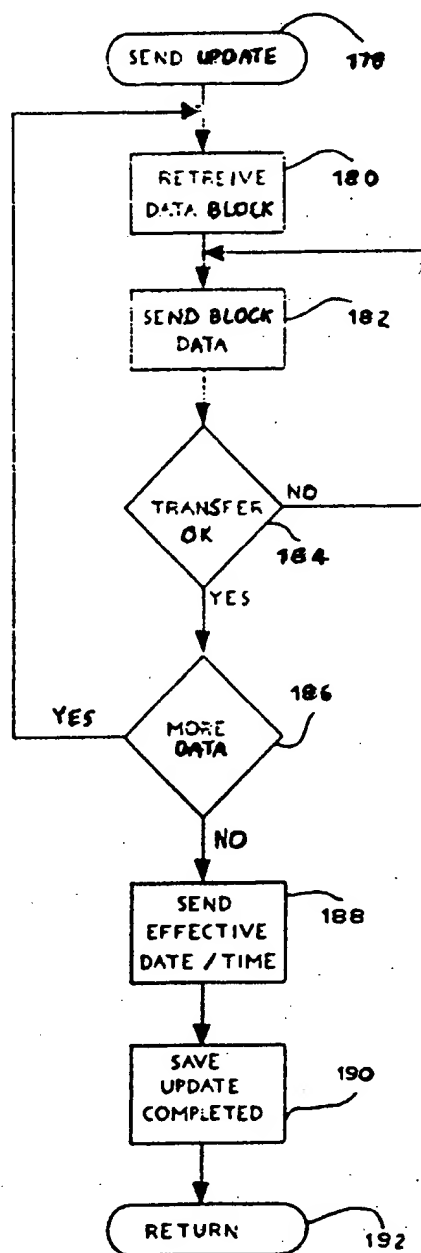 SEND UPDATE
178
RETREIVE
DATA BLOCK
180
SEND BLOCK
DATA
182
TRANSFER
OK
NO
184
YES
MORE
DATA
186
YES
NO
SEND
EFFECTIVE
DATE / TIME
188
SAVE
UPDATE
COMPLETED
190
RETURN
192